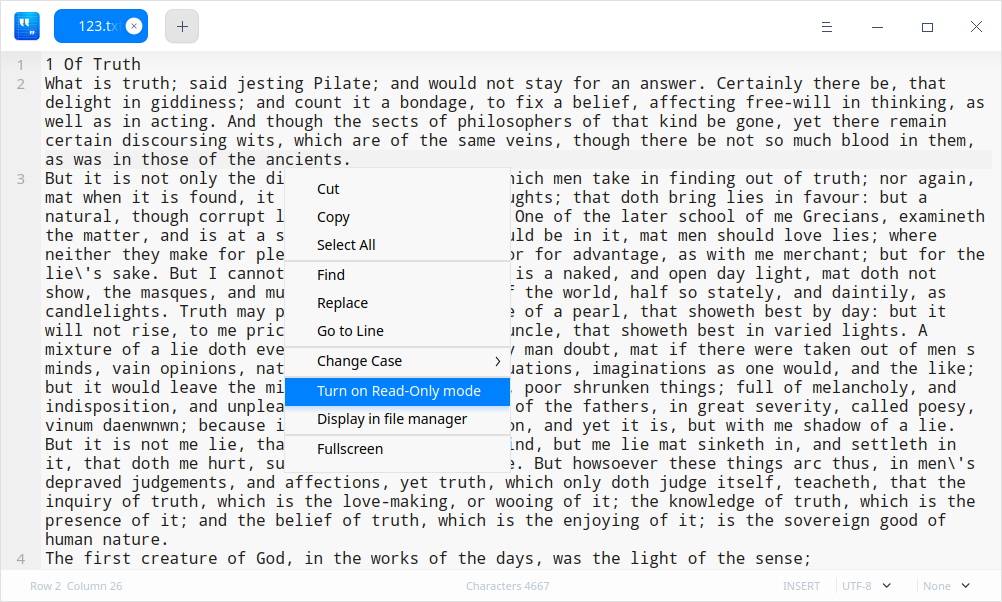 123.tx
1 1 Of Truth
2 What is truth; said jesting Pilate; and would not stay for an answer. Certainly there be, that
delight in giddiness; and count it a bondage, to fix a belief, affecting free-will in thinking, as
well as in acting. And though the sects of philosophers of that kind be gone, yet there remain
certain discoursing wits, which are of the same veins, though there be not so much blood in them,
as was in those of the ancients.
3 But it is not only the di hich men take in finding out of truth; nor again,
mat when it is found, it ughts; that doth bring lies in favour: but a
natural, though corrupt l One of the later school of me Grecians, examineth
the matter, and is at a s uld be in it, mat men should love lies; where
neither they make for ple or for advantage, as with me merchant; but for the
lie\'s sake. But I cannot is a naked, and open day light, mat doth not
show, the masques, and mu f the world, half so stately, and daintily, as
candlelights. Truth may p e of a pearl, that showeth best by day: but it
will not rise, to me pric uncle, that showeth best in varied lights. A
mixture of a lie doth eve y man doubt, mat if there were taken out of men s
minds, vain opinions, nat uations, imaginations as one would, and the like;
but it would leave the mi , poor shrunken things; full of melancholy, and
indisposition, and unplea of the fathers, in great severity, called poesy,
vinum daenwnwn; because i on, and yet it is, but with me shadow of a lie.
But it is not me lie, tha ind, but me lie mat sinketh in, and settleth in
it, that doth me hurt, su e. But howsoever these things arc thus, in men\'s
depraved judgements, and affections, yet truth, which only doth judge itself, teacheth, that the
inquiry of truth, which is the love-making, or wooing of it; the knowledge of truth, which is the
presence of it; and the belief of truth, which is the enjoying of it; is the sovereign good of
human nature.
4 The first creature of God, in the works of the days, was the light of the sense;
Cut
Copy
Select All
Find
Replace
Go to Line
Change Case
Turn on Read-Only mode
Display in file manager
Fullscreen
Row 2 Column 26 Characters 4667 INSERT UTF-8 None